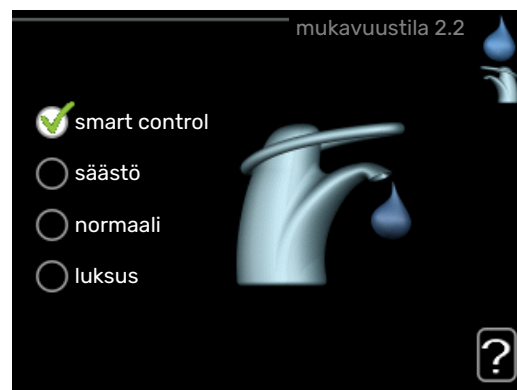 mukavuustila 2.2
smart control
säästö
normaali
luksus
?